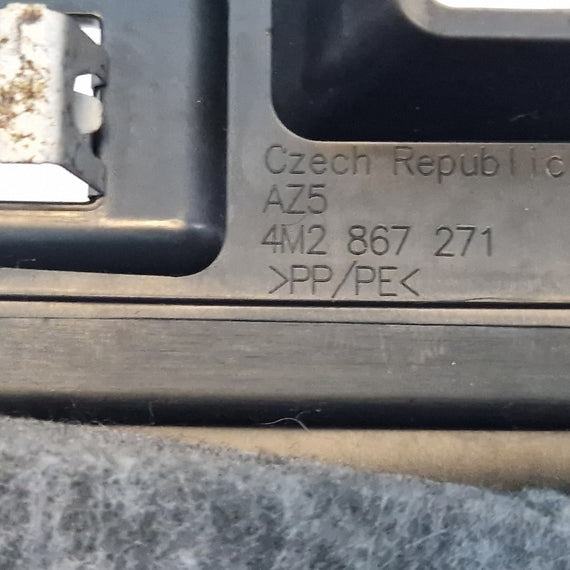 Czech Republic
AZ5
4M2 867 271
>PP/PE<